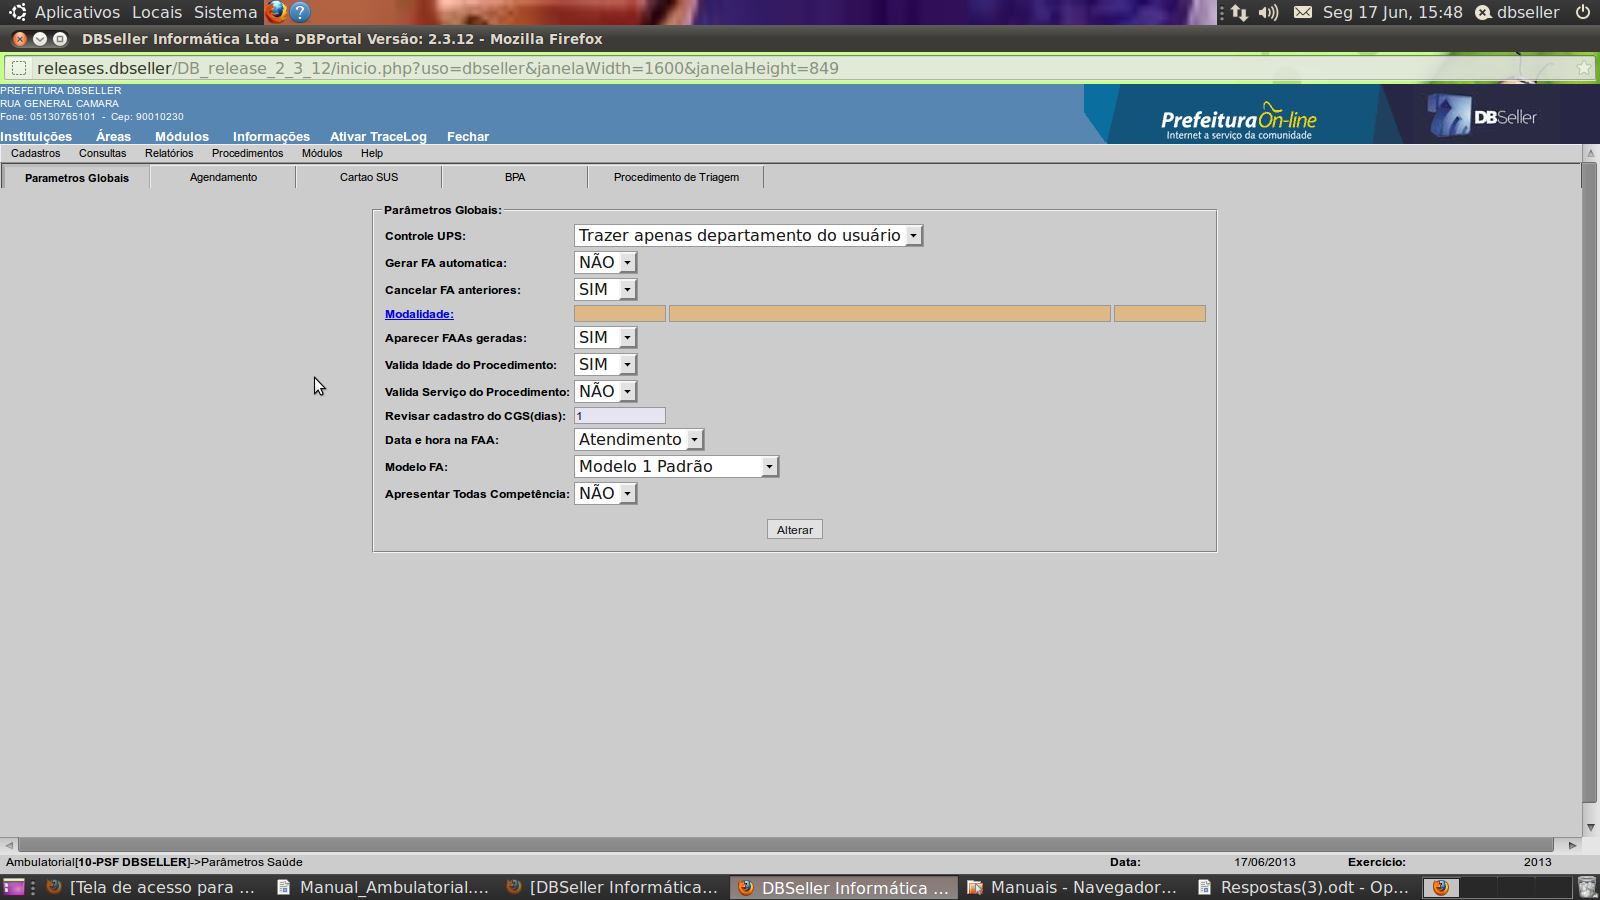 Aplicativos Locais Sistema ? Seg 17 Jun, 15:48 dbseller
DBSeller Informática Ltda - DBPortal Versão: 2.3.12 - Mozilla Firefox
releases.dbseller/DB_release_2_3_12/inicio.php?uso=dbseller&janelaWidth=1600&janelaHeight=849
PREFEITURA DBSELLER
RUA GENERAL CAMARA
Fone: 05130765101 - Cep: 90010230
Prefeitura On-line
Internet a serviço da comunidade
DBSeller
Instituições Áreas Módulos Informações Ativar TraceLog Fechar
Cadastros Consultas Relatórios Procedimentos Módulos Help
Parametros Globais Agendamento Cartao SUS BPA Procedimento de Triagem
Parâmetros Globais:
Controle UPS: Trazer apenas departamento do usuário
Gerar FA automatica: NÃO
Cancelar FA anteriores: SIM
Modalidade:
Aparecer FAAs geradas: SIM
Valida Idade do Procedimento: SIM
Valida Serviço do Procedimento: NÃO
Revisar cadastro do CGS(dias): 1
Data e hora na FAA: Atendimento
Modelo FA: Modelo 1 Padrão
Apresentar Todas Competência: NÃO
Alterar
Ambulatorial[10-PSF DBSELLER]->Parâmetros Saúde Data: 17/06/2013 Exercício: 2013
[Tela de acesso para ... Manual_Ambulatorial.... [DBSeller Informática... DBSeller Informática ... Manuais - Navegador... Respostas(3).odt - Op...